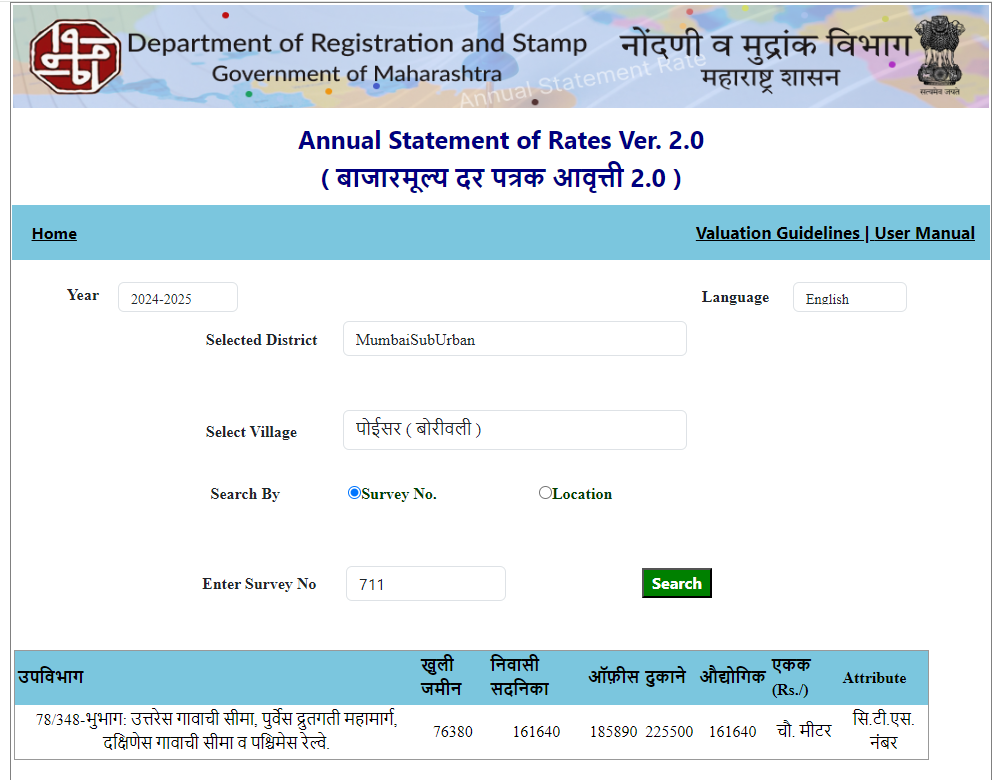 Department of Registration and Stamp
Government of Maharashtra
नोंदणी व मुद्रांक विभाग
महाराष्ट्र शासन
सत्यमेव जयते
Annual Statement Rate
Annual Statement of Rates Ver. 2.0
( बाजारमूल्य दर पत्रक आवृत्ती 2.0 )
Home
Valuation Guidelines | User Manual
Year 2024-2025
Language English
Selected District MumbaiSubUrban
Select Village पोईसर ( बोरीवली )
Search By Survey No. Location
Enter Survey No 711 Search
उपविभाग खुली जमीन निवासी सदनिका ऑफ़ीस दुकाने औद्योगिक एकक (Rs./) Attribute
78/348-भुभाग: उत्तरेस गावाची सीमा, पुर्वेस द्रुतगती महामार्ग,
दक्षिणेस गावाची सीमा व पश्चिमेस रेल्वे.
76380 161640 185890 225500 161640 चौ. मीटर सि.टी.एस. नंबर